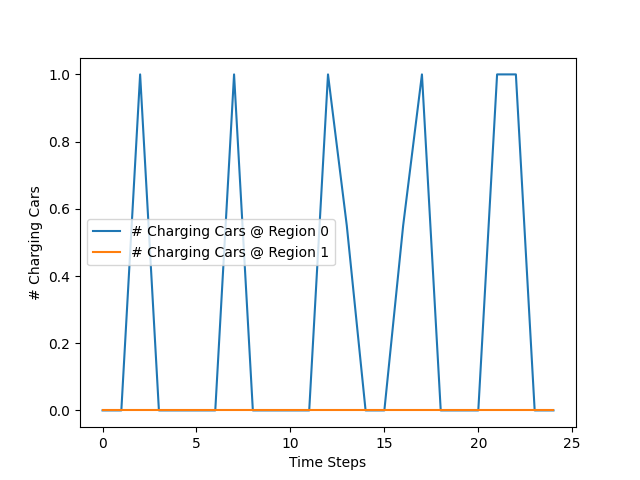 1.0
0.8
0.6
0.4
0.2
0.0
# Charging Cars
# Charging Cars @ Region 0
# Charging Cars @ Region 1
0 5 10 15 20 25
Time Steps